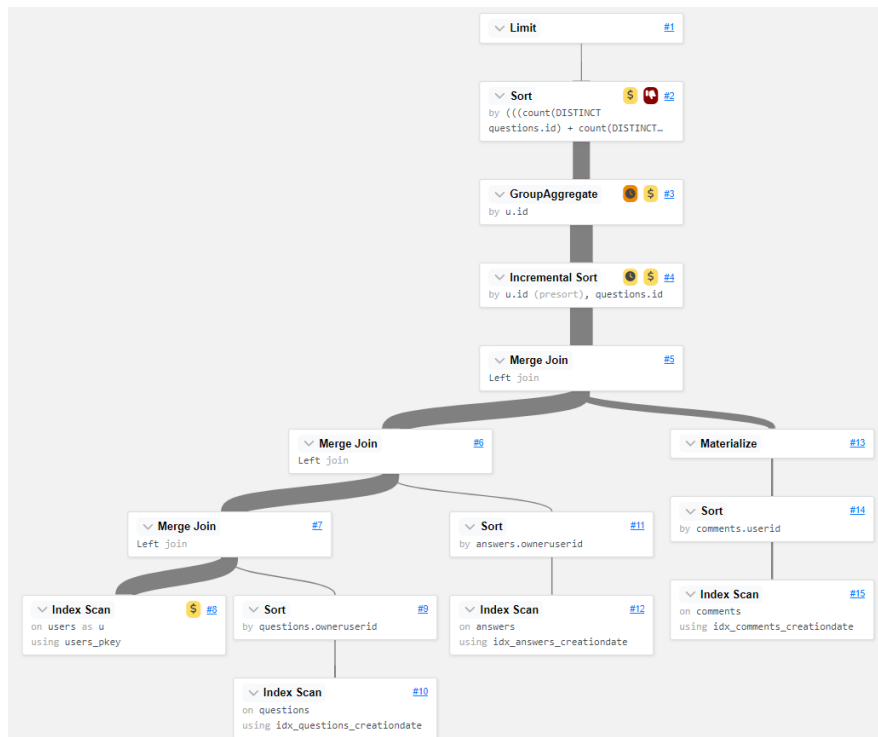 Limit #1
Sort $ #2
by (((count(DISTINCT
questions.id) + count(DISTINCT…
GroupAggregate $ #3
by u.id
Incremental Sort $ #4
by u.id (presort), questions.id
Merge Join #5
Left join
Merge Join #6
Left join
Materialize #13
Merge Join #7
Left join
Sort #11
by answers.owneruserid
Sort #14
by comments.userid
Index Scan $ #8
on users as u
using users_pkey
Sort #9
by questions.owneruserid
Index Scan #12
on answers
using idx_answers_creationdate
Index Scan #15
on comments
using idx_comments_creationdate
Index Scan #10
on questions
using idx_questions_creationdate